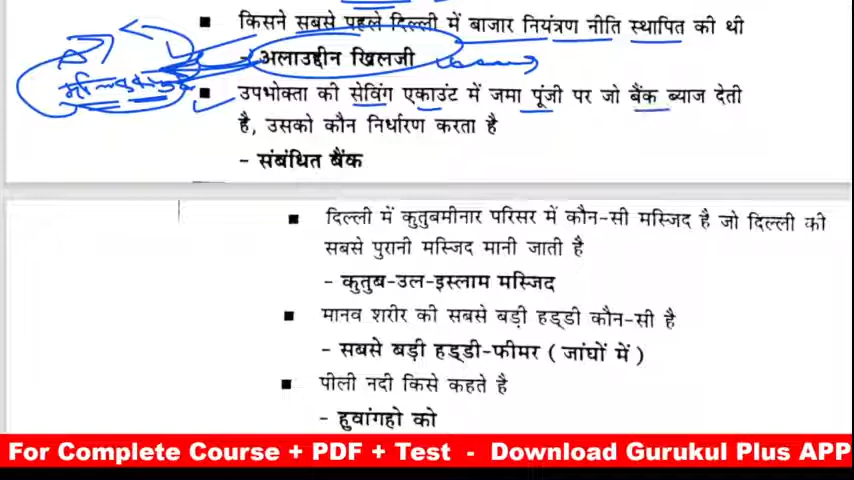 ▪ किसने सबसे पहले दिल्ली में बाजार नियंत्रण नीति स्थापित की थी
- अलाउद्दीन खिलजी
▪ उपभोक्ता की सेविंग एकाउंट में जमा पूंजी पर जो बैंक ब्याज देती
है, उसको कौन निर्धारण करता है
- संबंधित बैंक
▪ दिल्ली में कुतुबमीनार परिसर में कौन-सी मस्जिद है जो दिल्ली की
सबसे पुरानी मस्जिद मानी जाती है
- कुतुब-उल-इस्लाम मस्जिद
▪ मानव शरीर की सबसे बड़ी हड्डी कौन-सी है
- सबसे बड़ी हड्डी-फीमर (जांघों में)
▪ पीली नदी किसे कहते है
- हुवांगहो को
For Complete Course + PDF + Test - Download Gurukul Plus APP